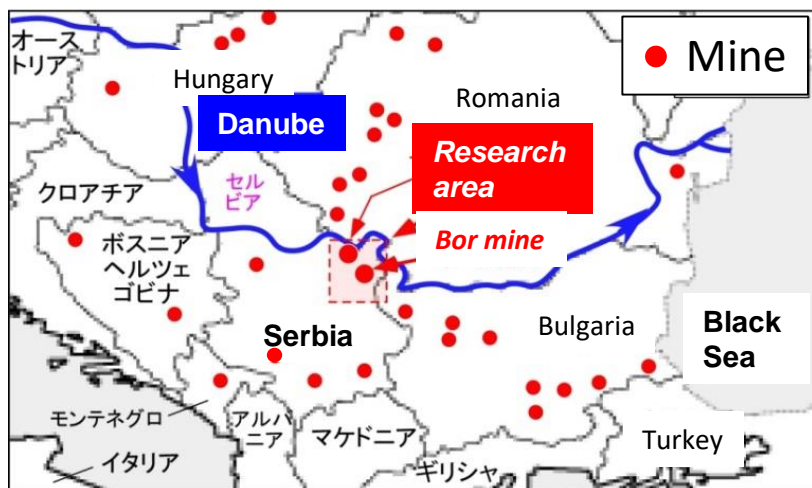 オース
トリア
Mine
Hungary
Romania
Danube
Research
area
セル
ビア
クロアチア
Bor mine
ボスニア
ヘルツェ
ゴビナ
Serbia
Bulgaria
Black
Sea
モンテネグロ
アルバ
ニア
マケドニア
Turkey
イタリア
ギリシャ